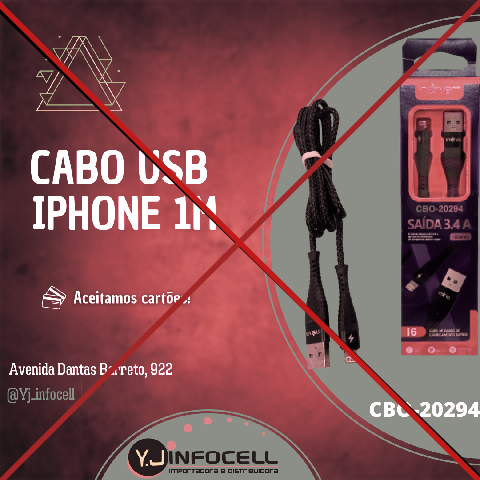 CABO USB
IPHONE 1M
Aceitamos cartões!
Avenida Dantas Barreto, 922
@Yj_infocell
CBO-20294
SAÍDA 3.4 A
16
CBO-20294
Y.J INFOCELL
IMPORTADORA E DISTRIBUIDORA